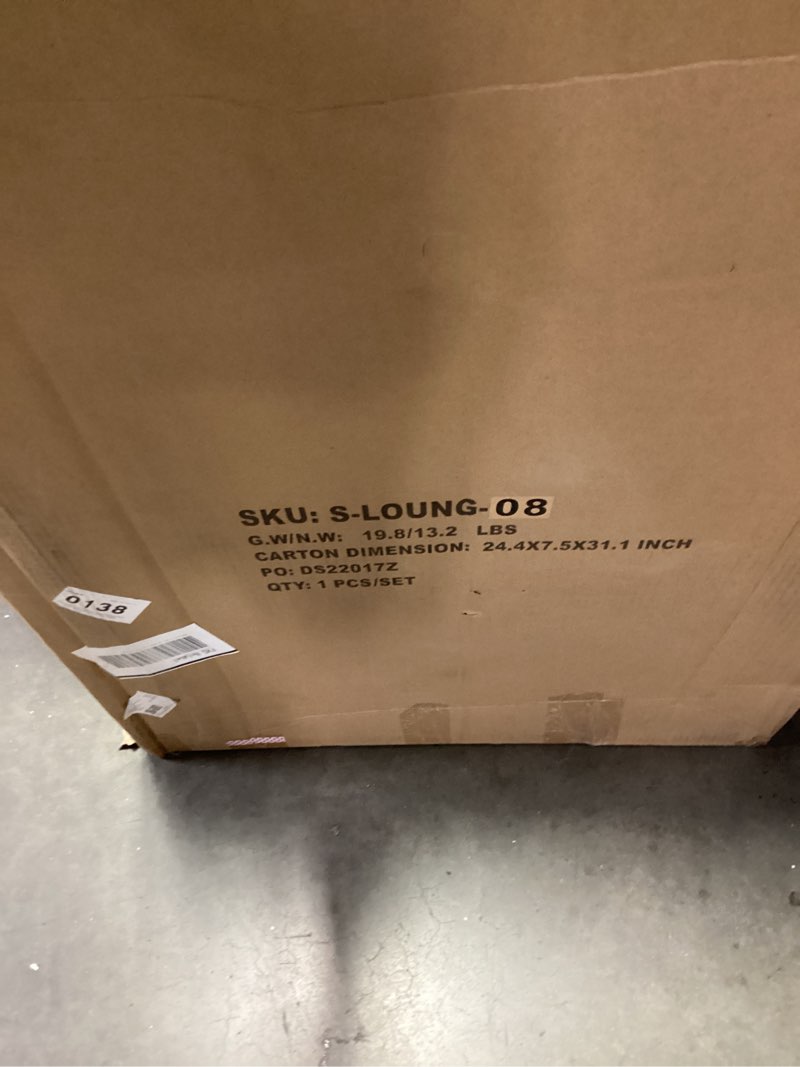 SKU: S-LOUNG-08
G.W/N.W: 19.8/13.2 LBS
CARTON DIMENSION: 24.4X7.5X31.1 INCH
PO: DS22017Z
QTY: 1 PCS/SET
0138